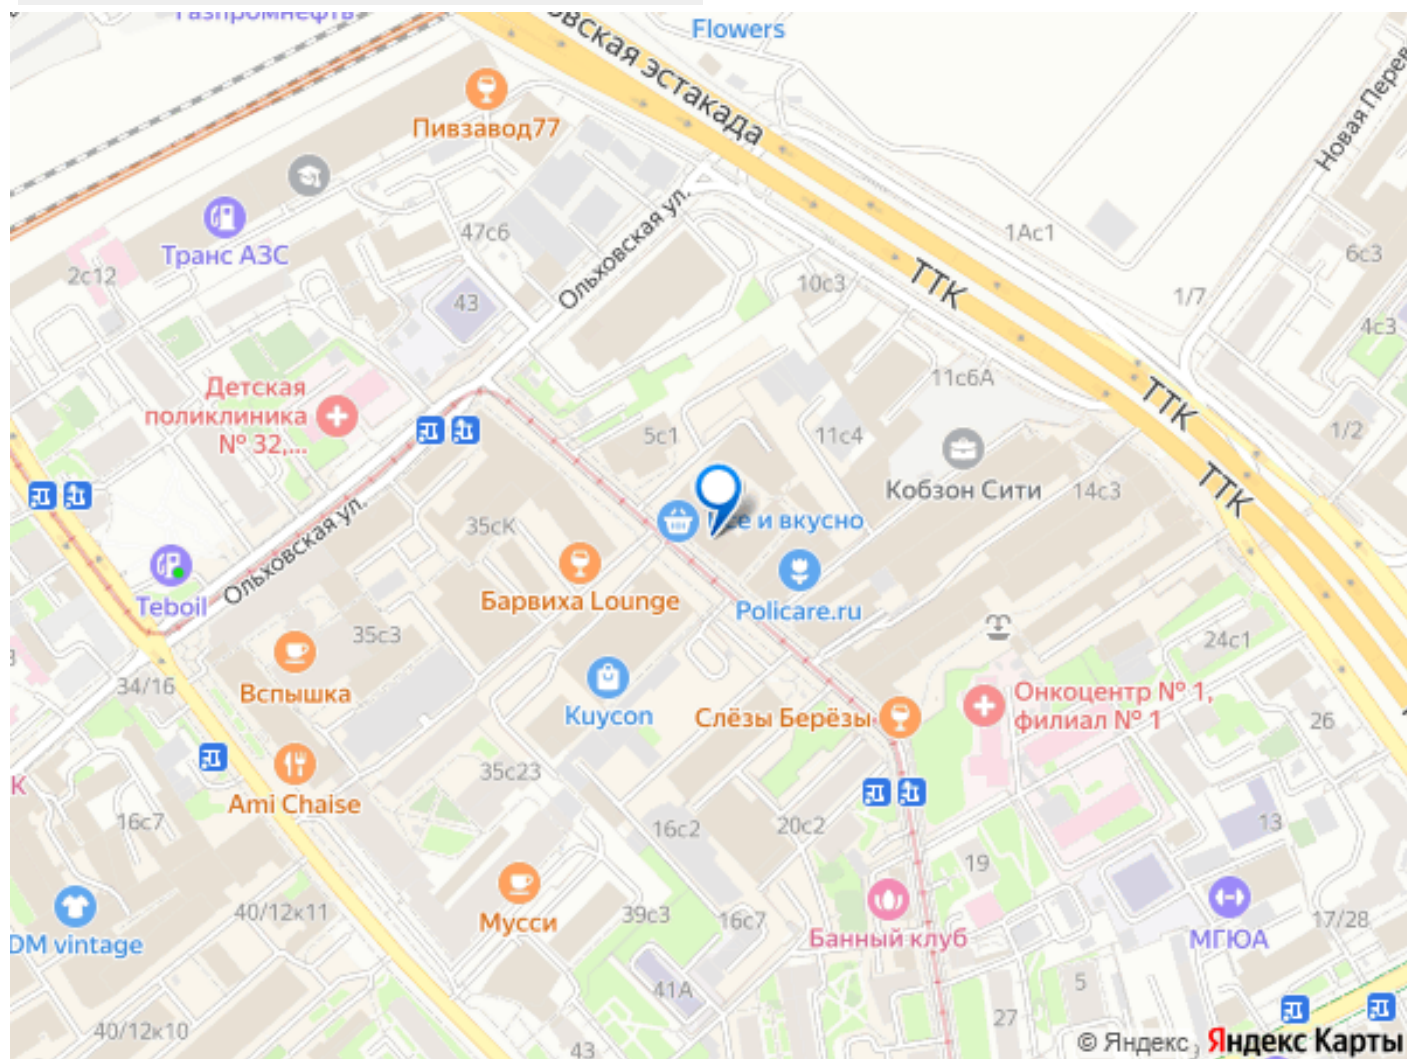 Газпромнефть
Flowers
вская эстакада
Новая Перев
Пивзавод77
Транс АЗС
47с6
Ольховская ул.
1Ас1
6с3
2с12
43
10с3
ТТК
1/7
4с3
Детская
поликлиника
№ 32,...
11с6А
ТТК
5с1
11с4
1/2
Кобзон Сити
14с3
ТТК
35сК
и вкусно
Ольховская ул.
Teboil
Барвиха Lounge
Policare.ru
35с3
24с1
34/16
Вспышка
Онкоцентр № 1,
филиал № 1
Kuycon
Слёзы Берёзы
26
К
35с23
Ami Chaise
16с7
16с2
20с2
13
19
40/12к11
Мусси
39с3
16с7
17/28
DM vintage
Банный клуб
МГЮА
41А
5
40/12к10
43
27
© Яндекс
Яндекс Карты